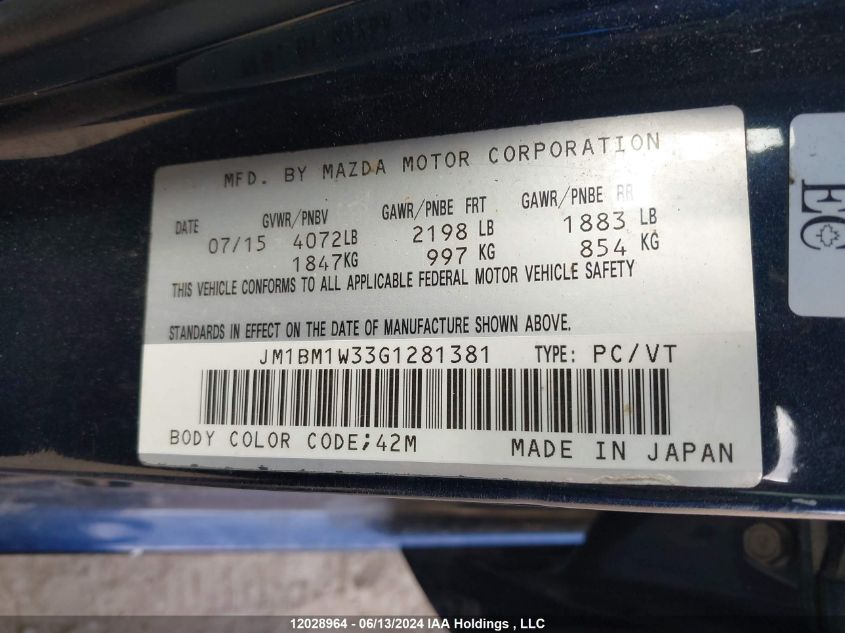 MFD. BY MAZDA MOTOR CORPORATION
DATE GVWR/PNBV GAWR/PNBE FRT GAWR/PNBE RR
07/15 4072LB 2198 LB 1883 LB
1847KG 997 KG 854 KG
THIS VEHICLE CONFORMS TO ALL APPLICABLE FEDERAL MOTOR VEHICLE SAFETY
STANDARDS IN EFFECT ON THE DATE OF MANUFACTURE SHOWN ABOVE.
JM1BM1W33G1281381 TYPE: PC/VT
BODY COLOR CODE;42M MADE IN JAPAN
EC
12028964 - 06/13/2024 IAA Holdings , LLC